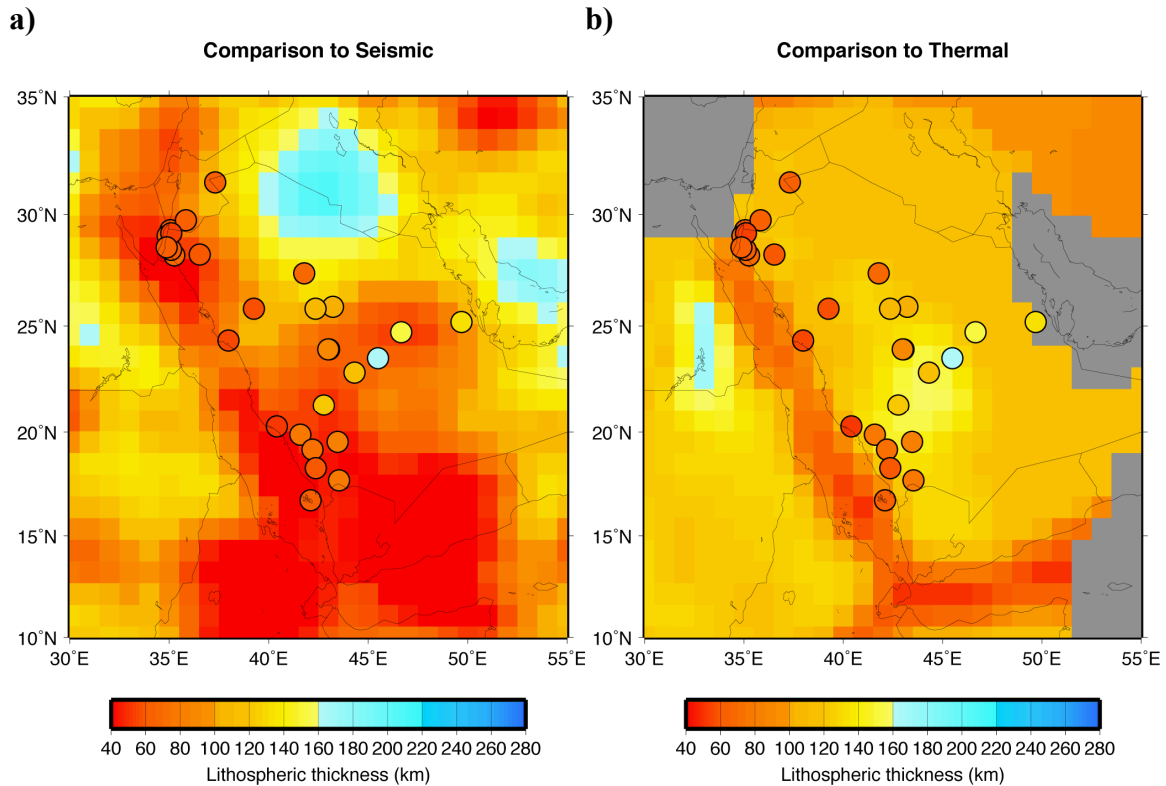 a)
Comparison to Seismic
35˚N
30˚N
25˚N
20˚N
15˚N
10˚N
30˚E 35˚E 40˚E 45˚E 50˚E 55˚E
40 60 80 100 120 140 160 180 200 220 240 260 280
Lithospheric thickness (km)
b)
Comparison to Thermal
35˚N
30˚N
25˚N
20˚N
15˚N
10˚N
30˚E 35˚E 40˚E 45˚E 50˚E 55˚E
40 60 80 100 120 140 160 180 200 220 240 260 280
Lithospheric thickness (km)